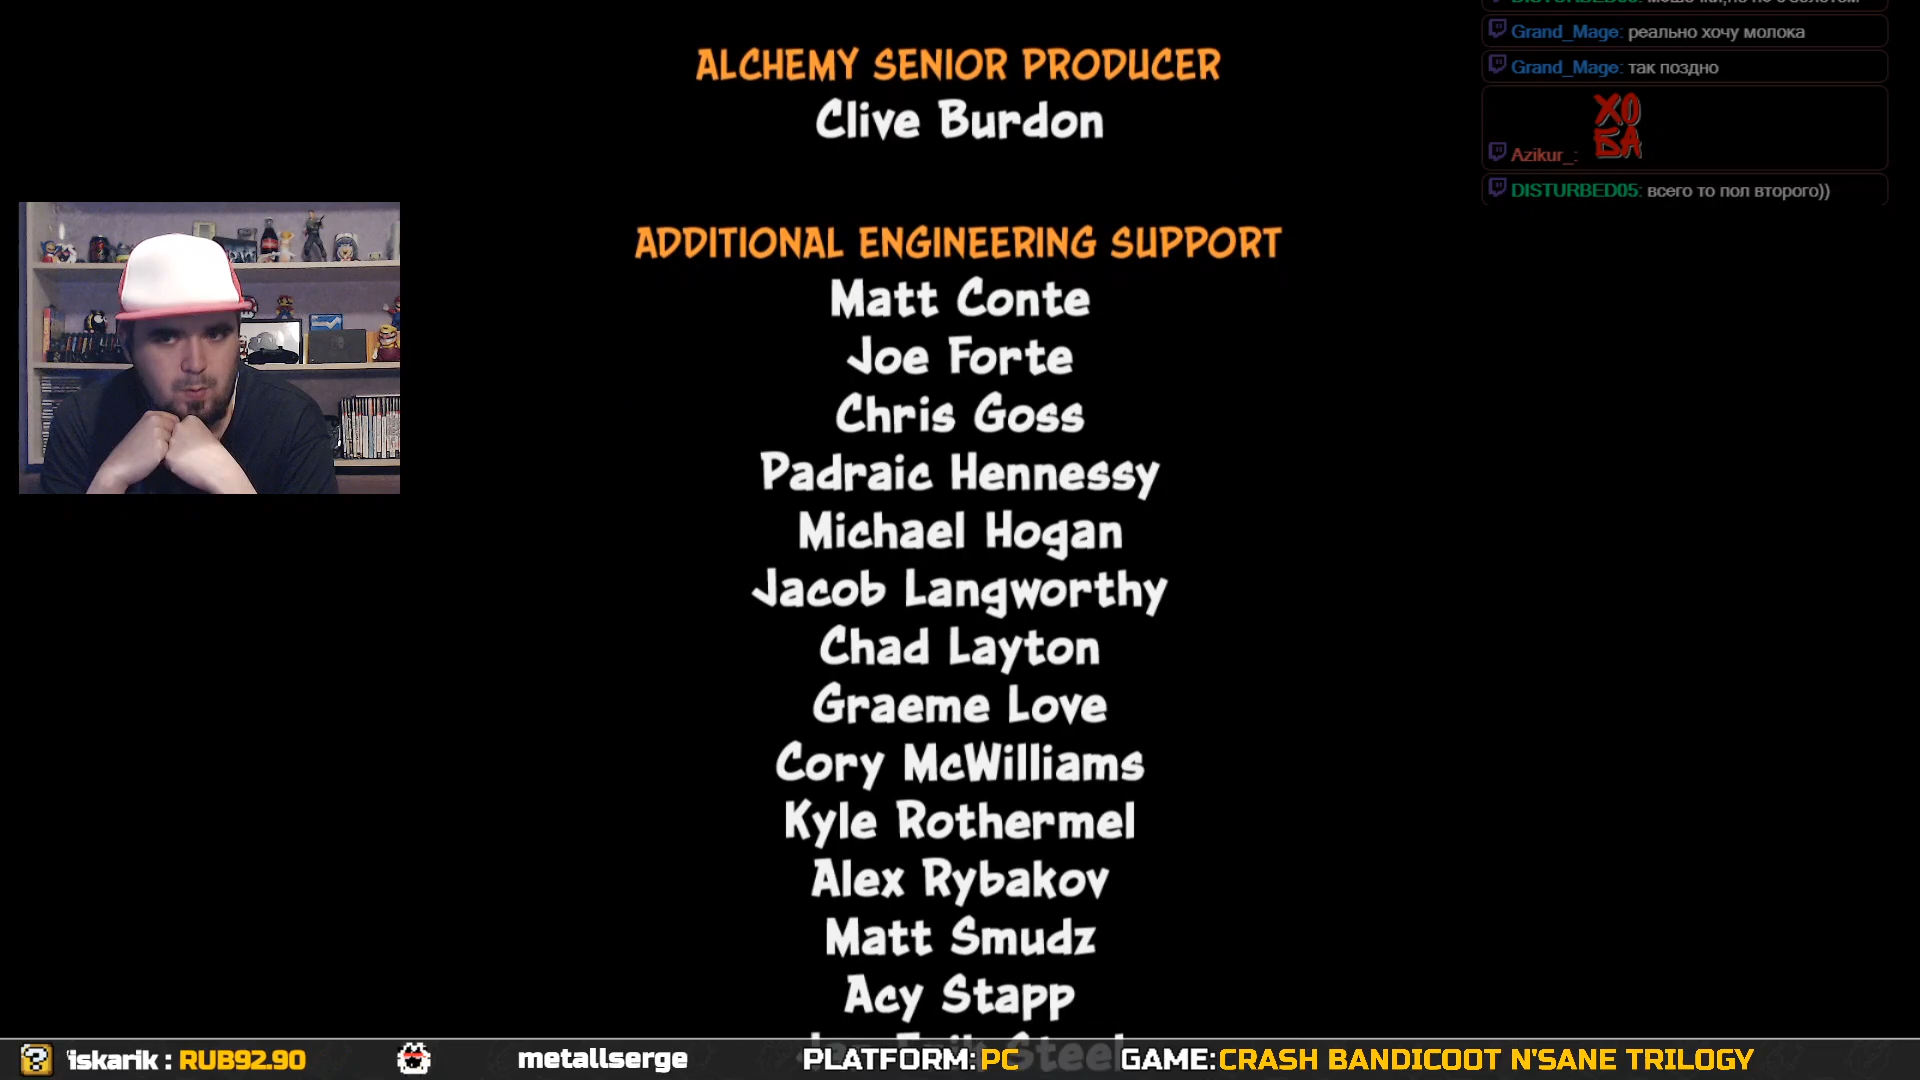 ALCHEMY SENIOR PRODUCER
Clive Burdon
ADDITIONAL ENGINEERING SUPPORT
Matt Conte
Joe Forte
Chris Goss
Padraic Hennessy
Michael Hogan
Jacob Langworthy
Chad Layton
Graeme Love
Cory McWilliams
Kyle Rothermel
Alex Rybakov
Matt Smudz
Acy Stapp
Grand_Mage: реально хочу молока
Grand_Mage: так поздно
ХО
БА
Azikur_:
DISTURBED05: всего то пол второго))
iskarik : RUB92.90
metallserge
PLATFORM: PC
GAME: CRASH BANDICOOT N'SANE TRILOGY